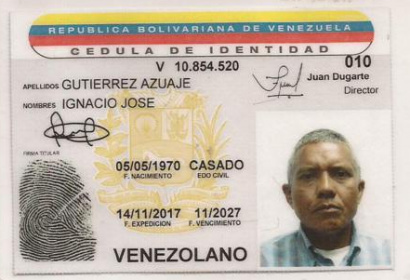 REPUBLICA BOLIVARIANA DE VENEZUELA
CEDULA DE IDENTIDAD
V 10.854.520
010
APELLIDOS GUTIERREZ AZUAJE
Juan Dugarte
Director
NOMBRES IGNACIO JOSE
FIRMA TITULAR
05/05/1970 CASADO
F. NACIMIENTO EDO CIVIL
14/11/2017 11/2027
F. EXPEDICION F. VENCIMIENTO
VENEZOLANO